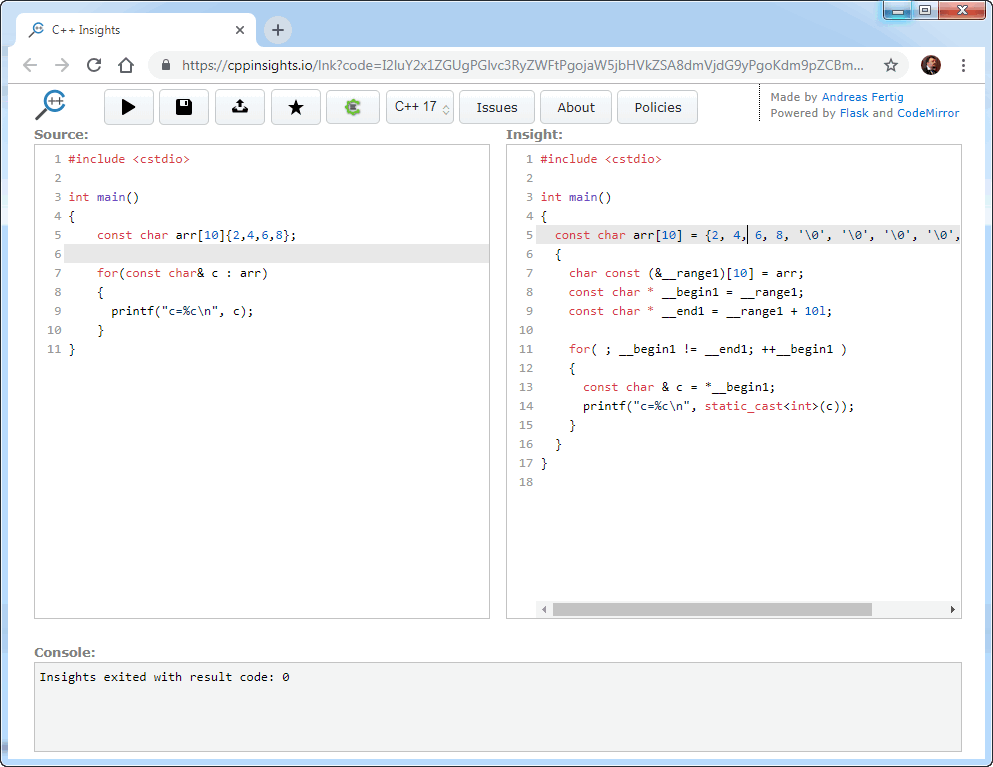 C++ Insights
https://cppinsights.io/lnk?code=I2luY2x1ZGUgPGlvc3RyZWFtPgojaW5jbHVkZSA8dmVjdG9yPgoKdm9pZCBm...
C++ 17
Issues
About
Policies
Made by Andreas Fertig
Powered by Flask and CodeMirror
Source:
1 #include <cstdio>
2
3 int main()
4 {
5     const char arr[10]{2,4,6,8};
6
7     for(const char& c : arr)
8     {
9       printf("c=%c\n", c);
10     }
11 }
Insight:
1 #include <cstdio>
2
3 int main()
4 {
5   const char arr[10] = {2, 4, 6, 8, '\0', '\0', '\0', '\0',
6   {
7     char const (&__range1)[10] = arr;
8     const char * __begin1 = __range1;
9     const char * __end1 = __range1 + 10l;
10
11     for( ; __begin1 != __end1; ++__begin1 )
12     {
13       const char & c = *__begin1;
14       printf("c=%c\n", static_cast<int>(c));
15     }
16   }
17 }
18
Console:
Insights exited with result code: 0